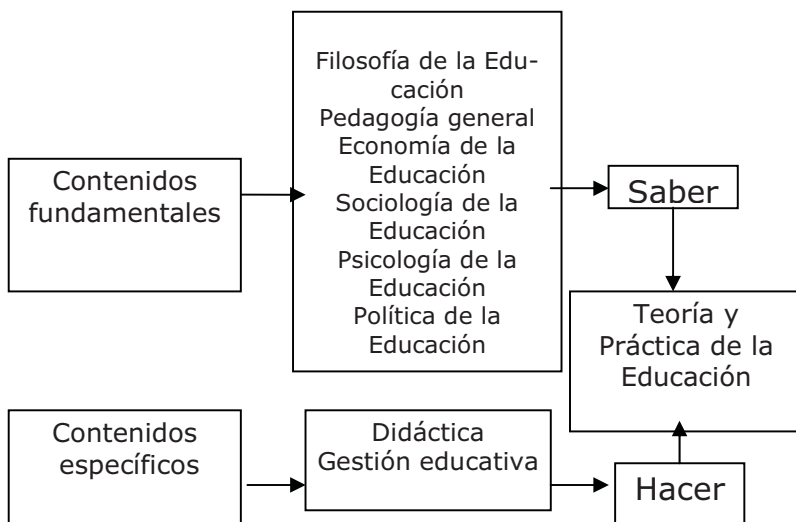 Contenidos
fundamentales
Filosofía de la Edu-
cación
Pedagogía general
Economía de la
Educación
Sociología de la
Educación
Psicología de la
Educación
Política de la
Educación
Saber
Teoría y
Práctica de la
Educación
Contenidos
específicos
Didáctica
Gestión educativa
Hacer